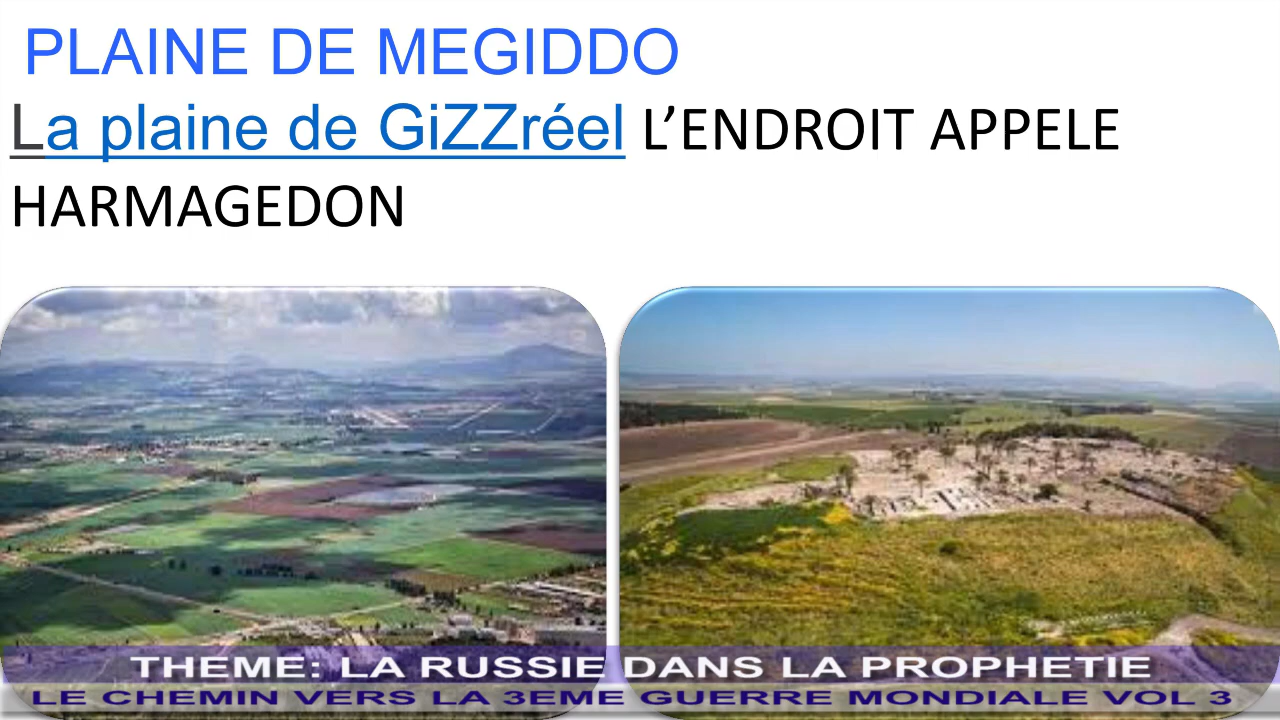 PLAINE DE MEGIDDO
La plaine de GiZZréel L’ENDROIT APPELE
HARMAGEDON
THEME: LA RUSSIE DANS LA PROPHETIE
LE CHEMIN VERS LA 3EME GUERRE MONDIALE VOL 3